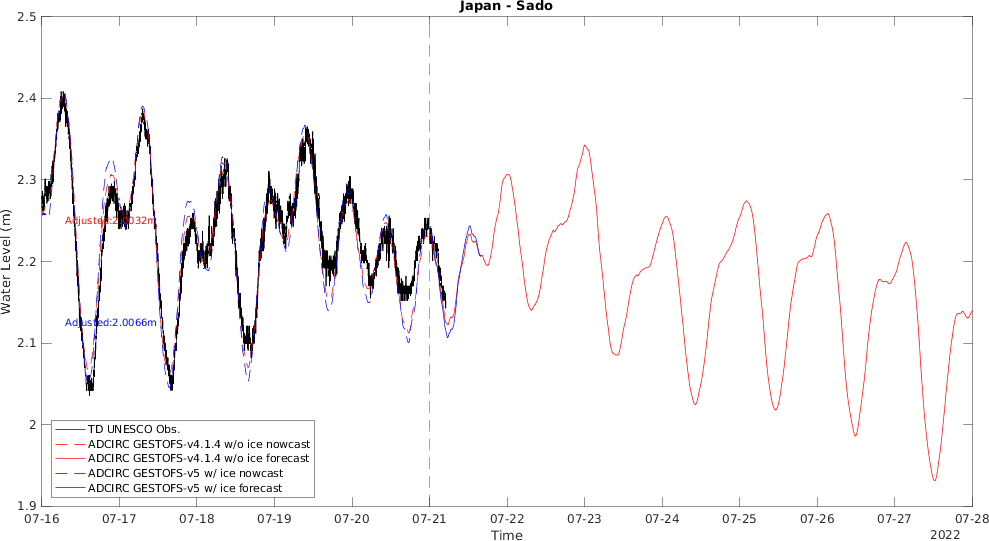 Japan - Sado
2.5
2.4
2.3
2.2
2.1
2
1.9
Water Level (m)
Adjusted:2.0032m
Adjusted:2.0066m
TD UNESCO Obs.
ADCIRC GESTOFS-v4.1.4 w/o ice nowcast
ADCIRC GESTOFS-v4.1.4 w/o ice forecast
ADCIRC GESTOFS-v5 w/ ice nowcast
ADCIRC GESTOFS-v5 w/ ice forecast
07-16 07-17 07-18 07-19 07-20 07-21 07-22 07-23 07-24 07-25 07-26 07-27 07-28
Time
2022